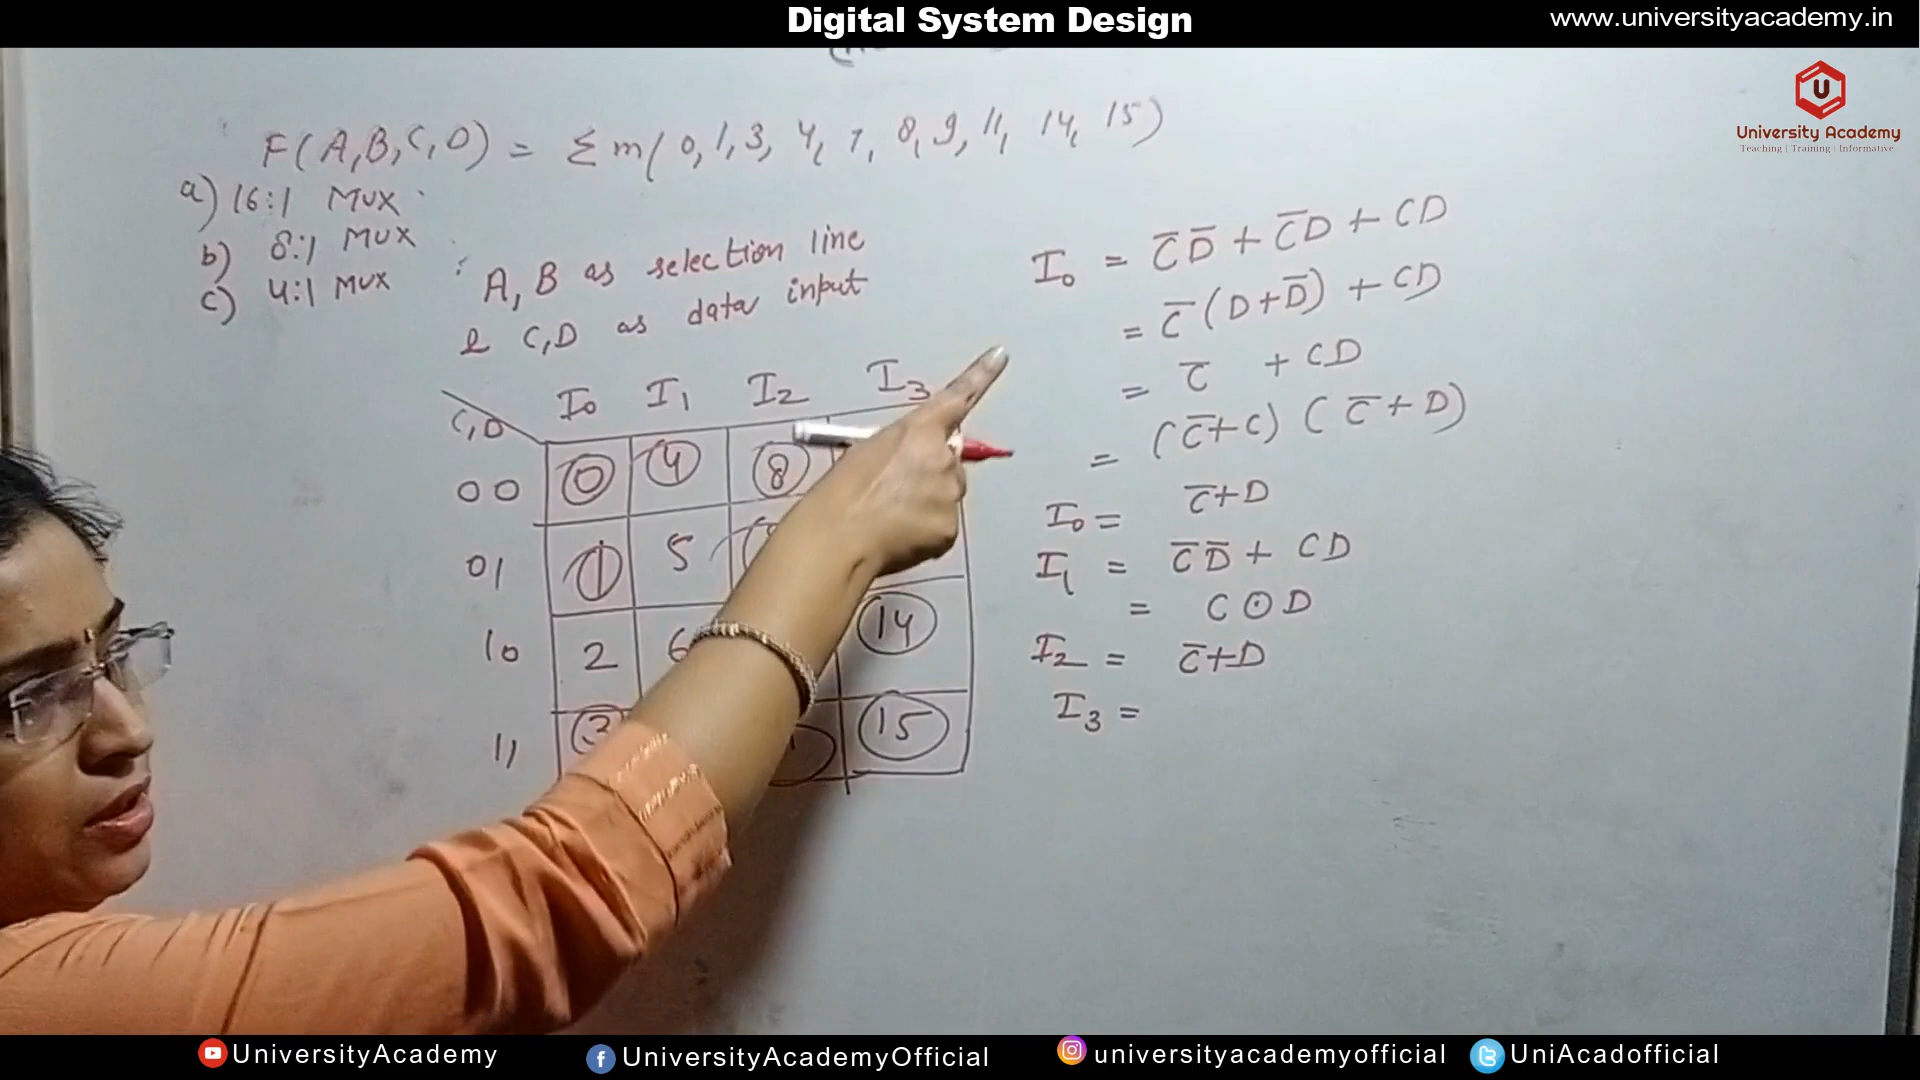 Digital System Design
www.universityacademy.in
U
University Academy
Teaching | Training | Informative
F(A,B,C,D) = Σm(0,1,3,4,7,8,9,11,14,15)
a) 16:1 MUX
b) 8:1 MUX
c) 4:1 MUX : A, B as selection line
& C,D as data input
I0 I1 I2 I3
C,D
00 0 4 8
01 1 5
10 2 6 14
11 3 15
I0 = C̅D̅ + C̅D + CD
= C̅(D+D̅) + CD
= C̅ + CD
= (C̅+C) (C̅+D)
I0 = C̅+D
I1 = C̅D̅ + CD
= C⊙D
I2 = C̅+D
I3 =
UniversityAcademy
UniversityAcademyOfficial
universityacademyofficial
UniAcadofficial